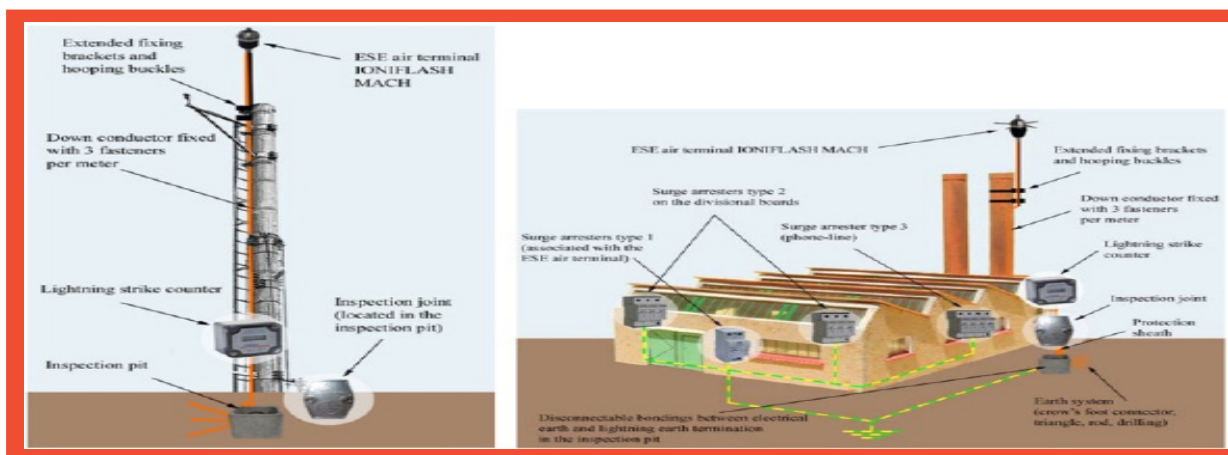 Extended fixing
brackets and
hooping buckles
ESE air terminal
IONIFLASH
MACH
Down conductor fixed
with 3 fasteners
per meter
Lightning strike counter
Inspection joint
(located in the
inspection pit)
Inspection pit
ESE air terminal IONIFLASH MACH
Extended fixing brackets
and hooping buckles
Surge arresters type 2
on the divisional boards
Down conductor fixed
with 3 fasteners
per meter
Surge arresters type 1
(associated with the
ESE air terminal)
Surge arrester type 3
(phone-line)
Lightning strike
counter
Inspection joint
Protection
sheath
Disconnectable bondings between electrical
earth and lightning earth termination
in the inspection pit
Earth system
(crow's foot connector,
triangle, rod, drilling)